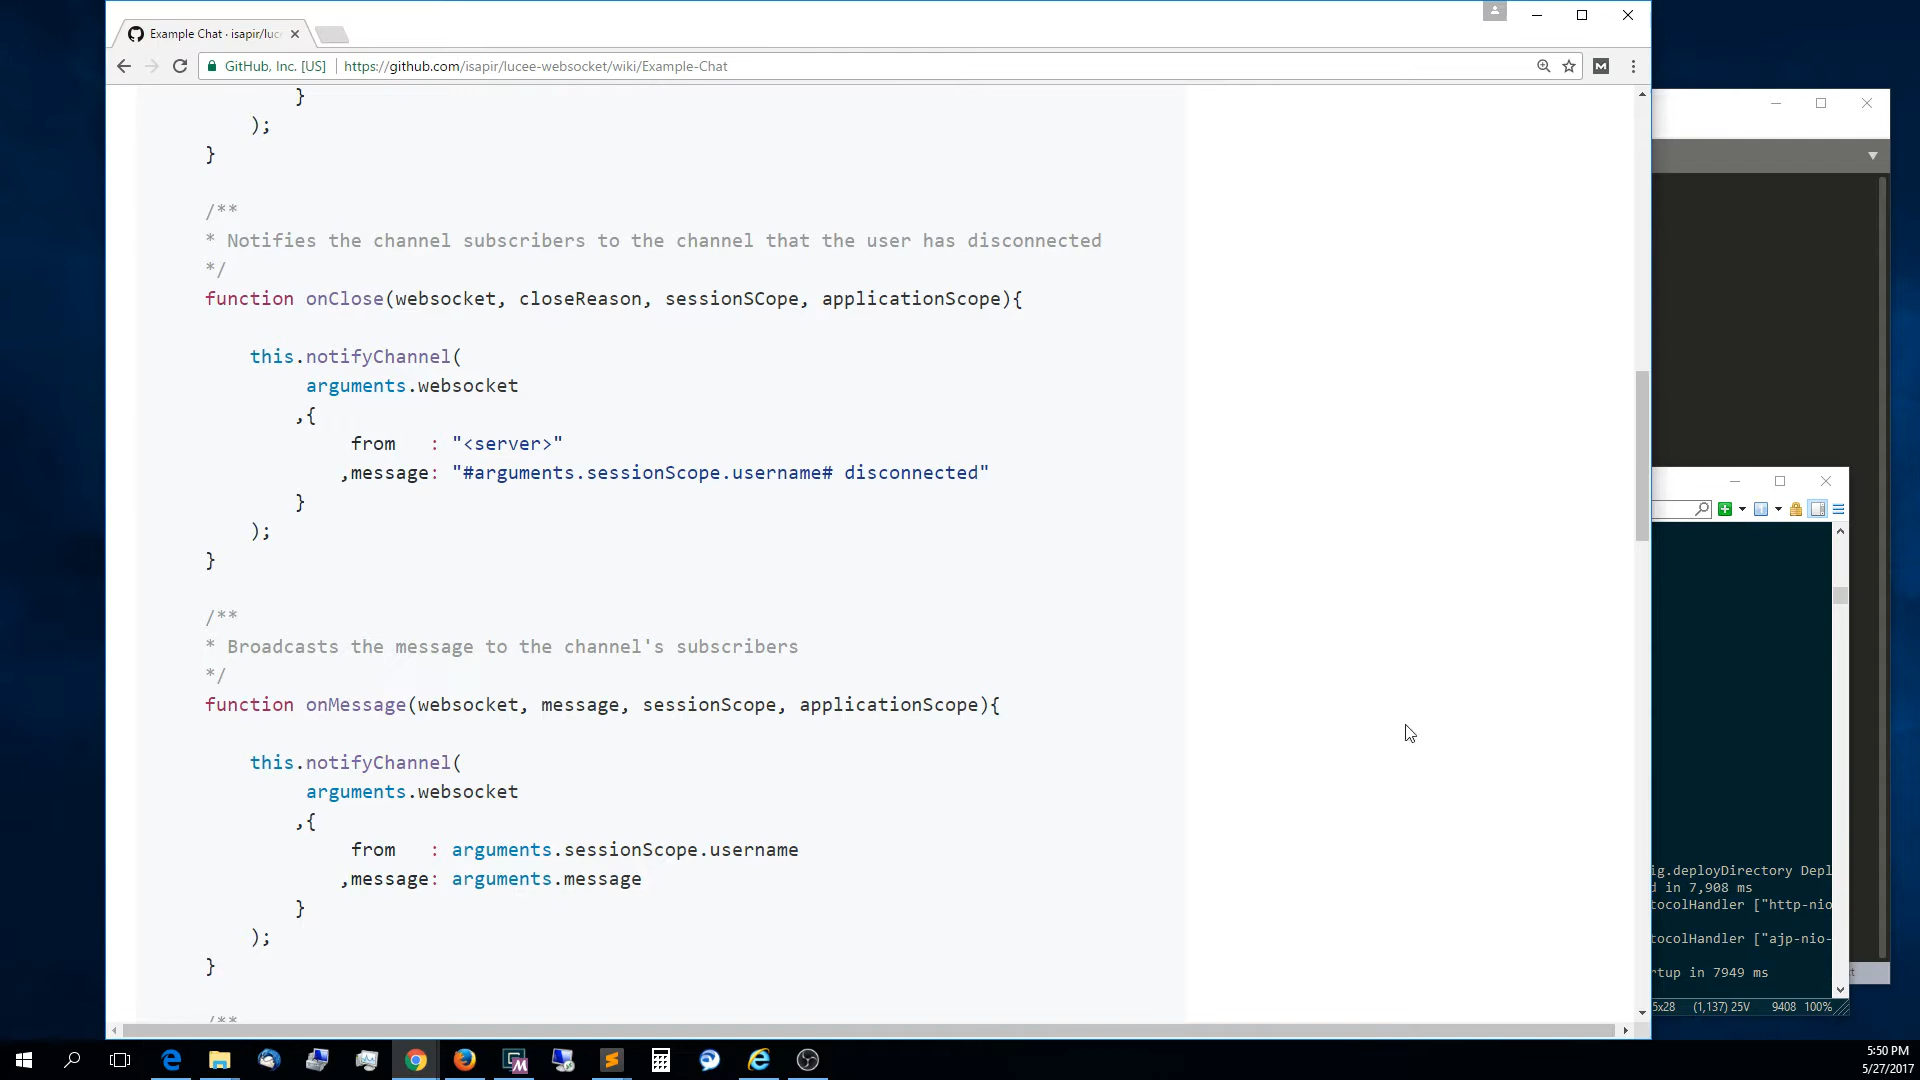 Example Chat · isapir/luc
GitHub, Inc. [US]
https://github.com/isapir/lucee-websocket/wiki/Example-Chat
}
);
}
/**
* Notifies the channel subscribers to the channel that the user has disconnected
*/
function onClose(websocket, closeReason, sessionSCope, applicationScope){
this.notifyChannel(
arguments.websocket
,{
from : "<server>"
,message: "#arguments.sessionScope.username# disconnected"
}
);
}
/**
* Broadcasts the message to the channel's subscribers
*/
function onMessage(websocket, message, sessionScope, applicationScope){
this.notifyChannel(
arguments.websocket
,{
from : arguments.sessionScope.username
,message: arguments.message
}
);
}
/**
ig.deployDirectory Depl
d in 7,908 ms
tocolHandler ["http-nio
tocolHandler ["ajp-nio-
rtup in 7949 ms
5x28 (1,137) 25V 9408 100%
5:50 PM
5/27/2017